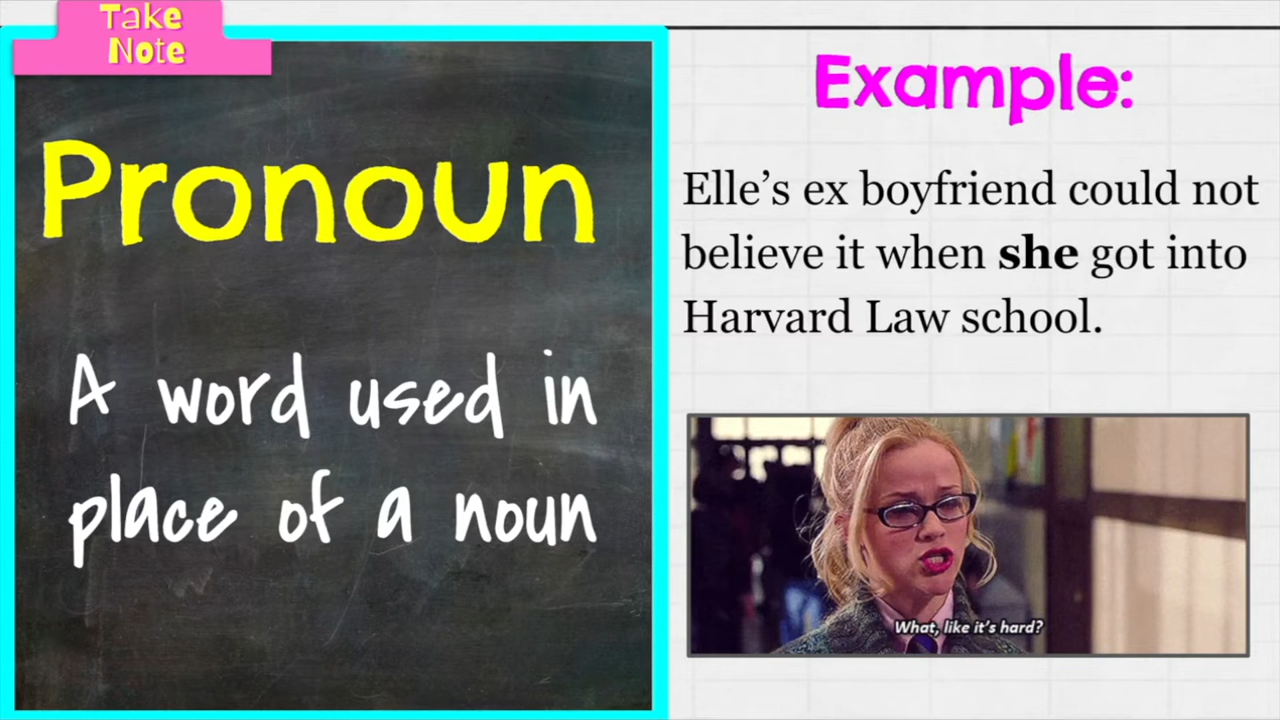 Take
Note
Pronoun
A word used in
place of a noun
Example:
Elle’s ex boyfriend could not
believe it when she got into
Harvard Law school.
What, like it's hard?